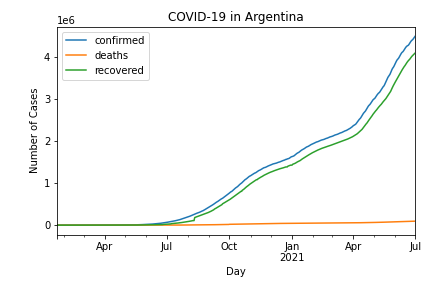 COVID-19 in Argentina
1e6
confirmed
deaths
recovered
Number of Cases
4
3
2
1
0
Apr
Jul
Oct
Jan
2021
Apr
Jul
Day